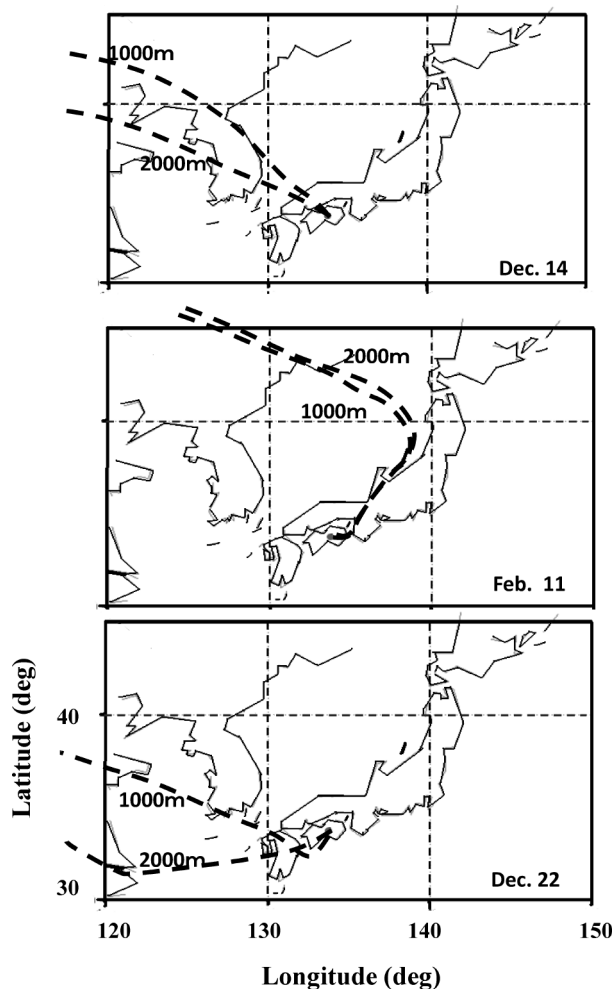 1000m
2000m
Dec. 14
2000m
1000m
Feb. 11
40
1000m
2000m
30
Dec. 22
120 130 140 150
Latitude (deg)
Longitude (deg)